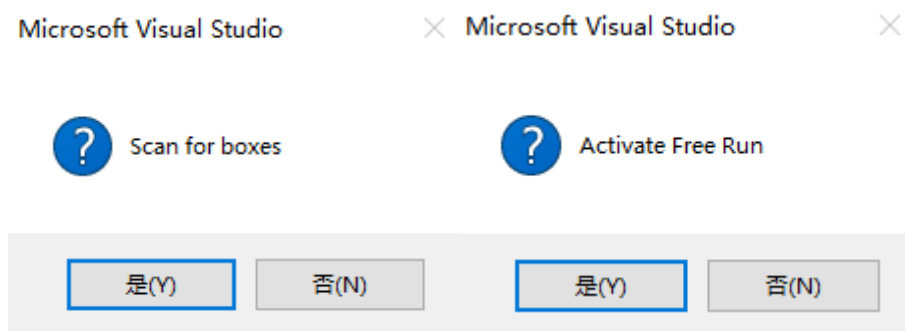 Microsoft Visual Studio
Scan for boxes
是(Y)
否(N)
Microsoft Visual Studio
Activate Free Run
是(Y)
否(N)